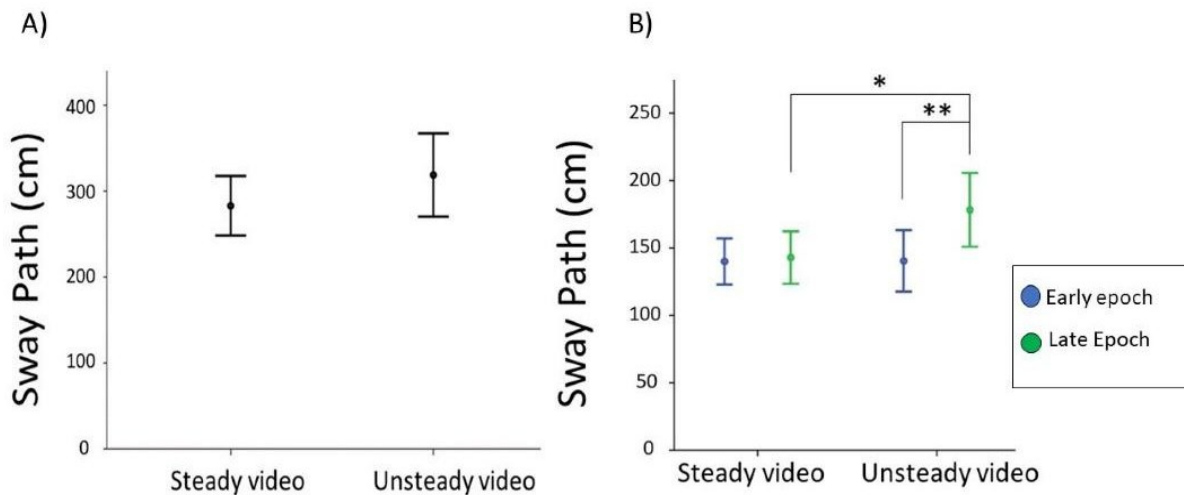 A)
Sway Path (cm)
400
300
200
100
0
Steady video
Unsteady video
B)
Sway Path (cm)
250
200
150
100
50
0
*
**
Steady video
Unsteady video
Early epoch
Late Epoch